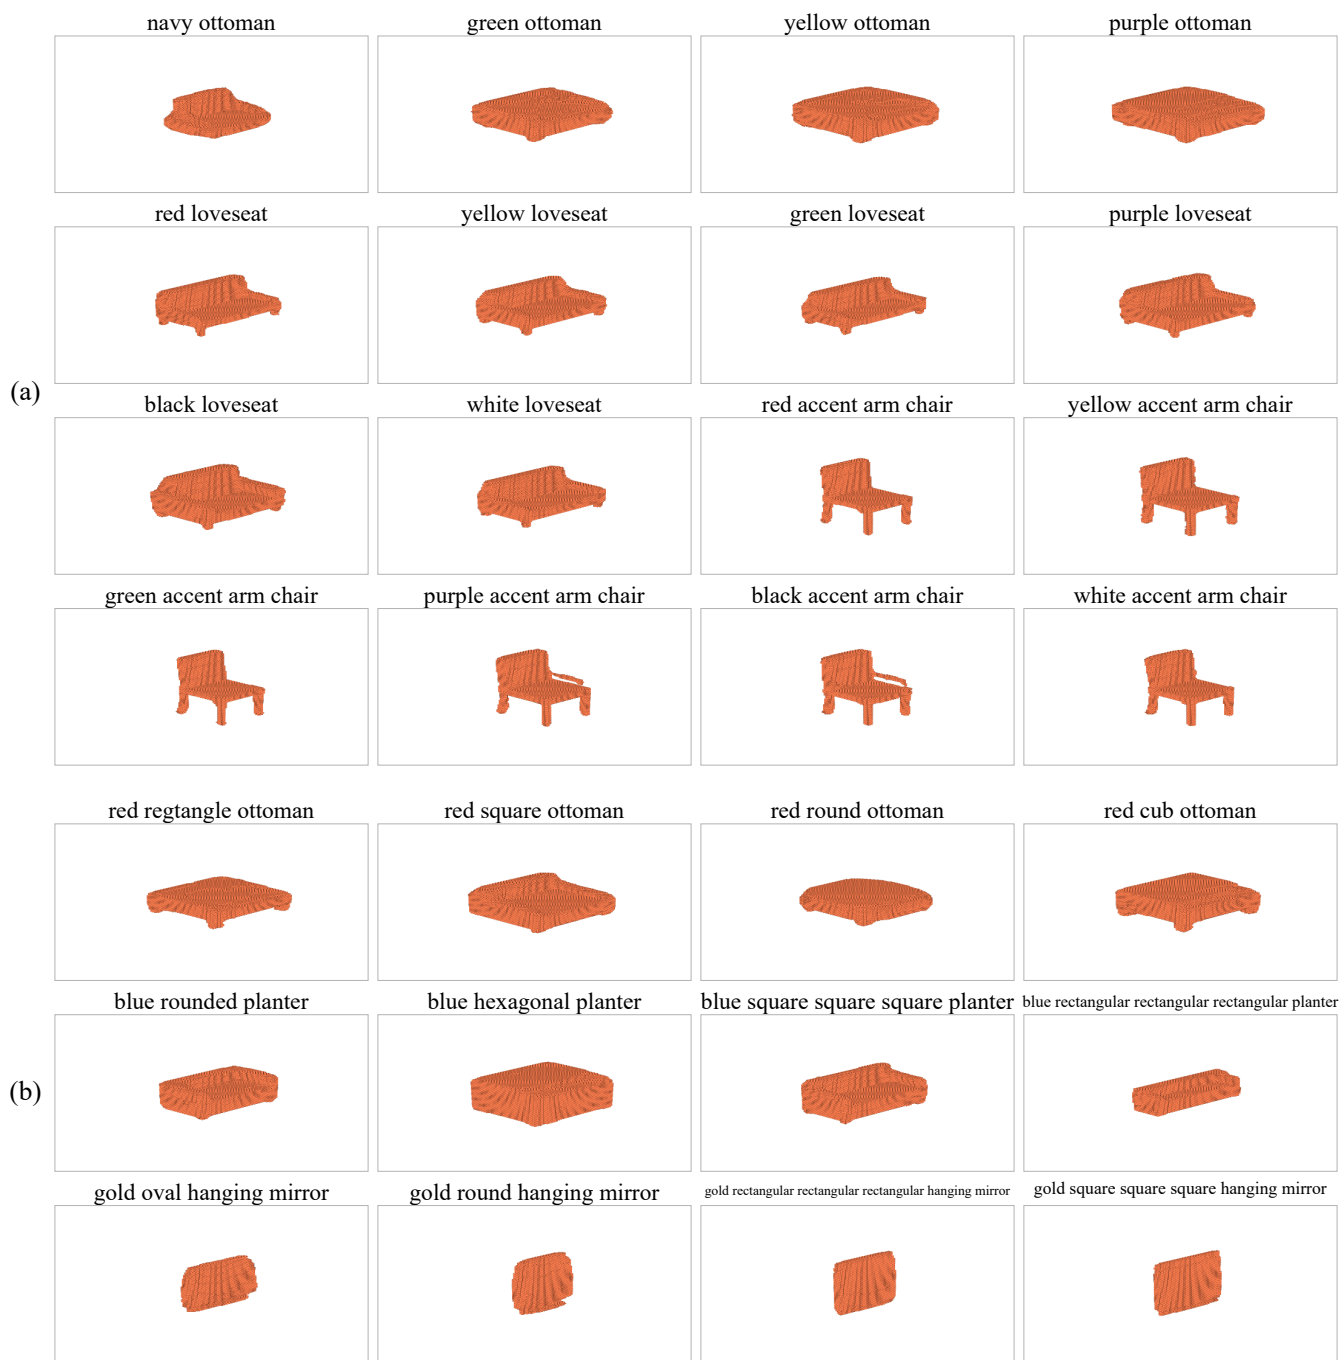 navy ottoman
green ottoman
yellow ottoman
purple ottoman
red loveseat
yellow loveseat
green loveseat
purple loveseat
(a)
black loveseat
white loveseat
red accent arm chair
yellow accent arm chair
green accent arm chair
purple accent arm chair
black accent arm chair
white accent arm chair
red regtangle ottoman
red square ottoman
red round ottoman
red cub ottoman
blue rounded planter
blue hexagonal planter
blue square square square planter
blue rectangular rectangular rectangular planter
(b)
gold oval hanging mirror
gold round hanging mirror
gold rectangular rectangular rectangular hanging mirror
gold square square square hanging mirror